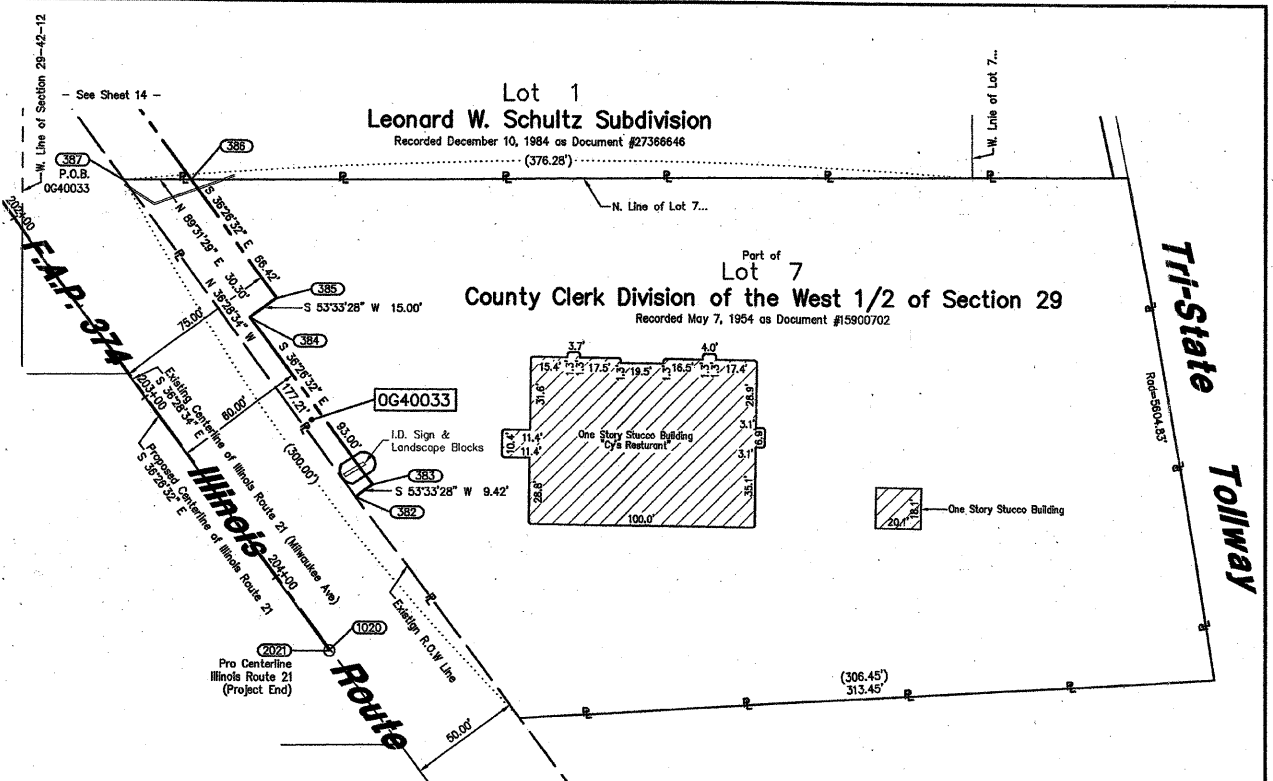 W. Line of Section 29-42-12
- See Sheet 14 -
Lot 1
Leonard W. Schultz Subdivision
Recorded December 10, 1984 as Document #27366646
(376.28')
W. Lnie of Lot 7...
386
387
P.O.B.
0G40033
N. Line of Lot 7...
202+00
S 36°26'32" E
66.42'
N 89°31'29" E
30.30'
N 36°28'34" W
177.21'
385
S 53°33'28" W 15.00'
384
S 36°26'32" E
93.00'
75.00'
F.A.P. 374
Part of
Lot 7
County Clerk Division of the West 1/2 of Section 29
Recorded May 7, 1954 as Document #15900702
Tri-State
Tollway
Rad=5604.83'
203+00
Existing Centerline of Illinois Route 21 (Milwaukee Ave)
S 36°28'34" E
60.00'
Proposed Centerline of Illinois Route 21
S 36°26'32" E
(300.00')
0G40033
I.D. Sign &
Landscape Blocks
383
S 53°33'28" W 9.42'
382
3.7'
4.0'
15.4'
17.5'
19.5'
16.5'
17.4'
31.6'
28.9'
10.4'
11.4'
11.4'
3.1'
6.9'
3.1'
One Story Stucco Building
"Cy's Resturant"
28.8'
35.1'
100.0'
20.1'
18.1'
One Story Stucco Building
Illinois
204+00
Existign R.O.W Line
1020
2021
Pro Centerline
Illinois Route 21
(Project End)
Route
50.00'
(306.45')
313.45'